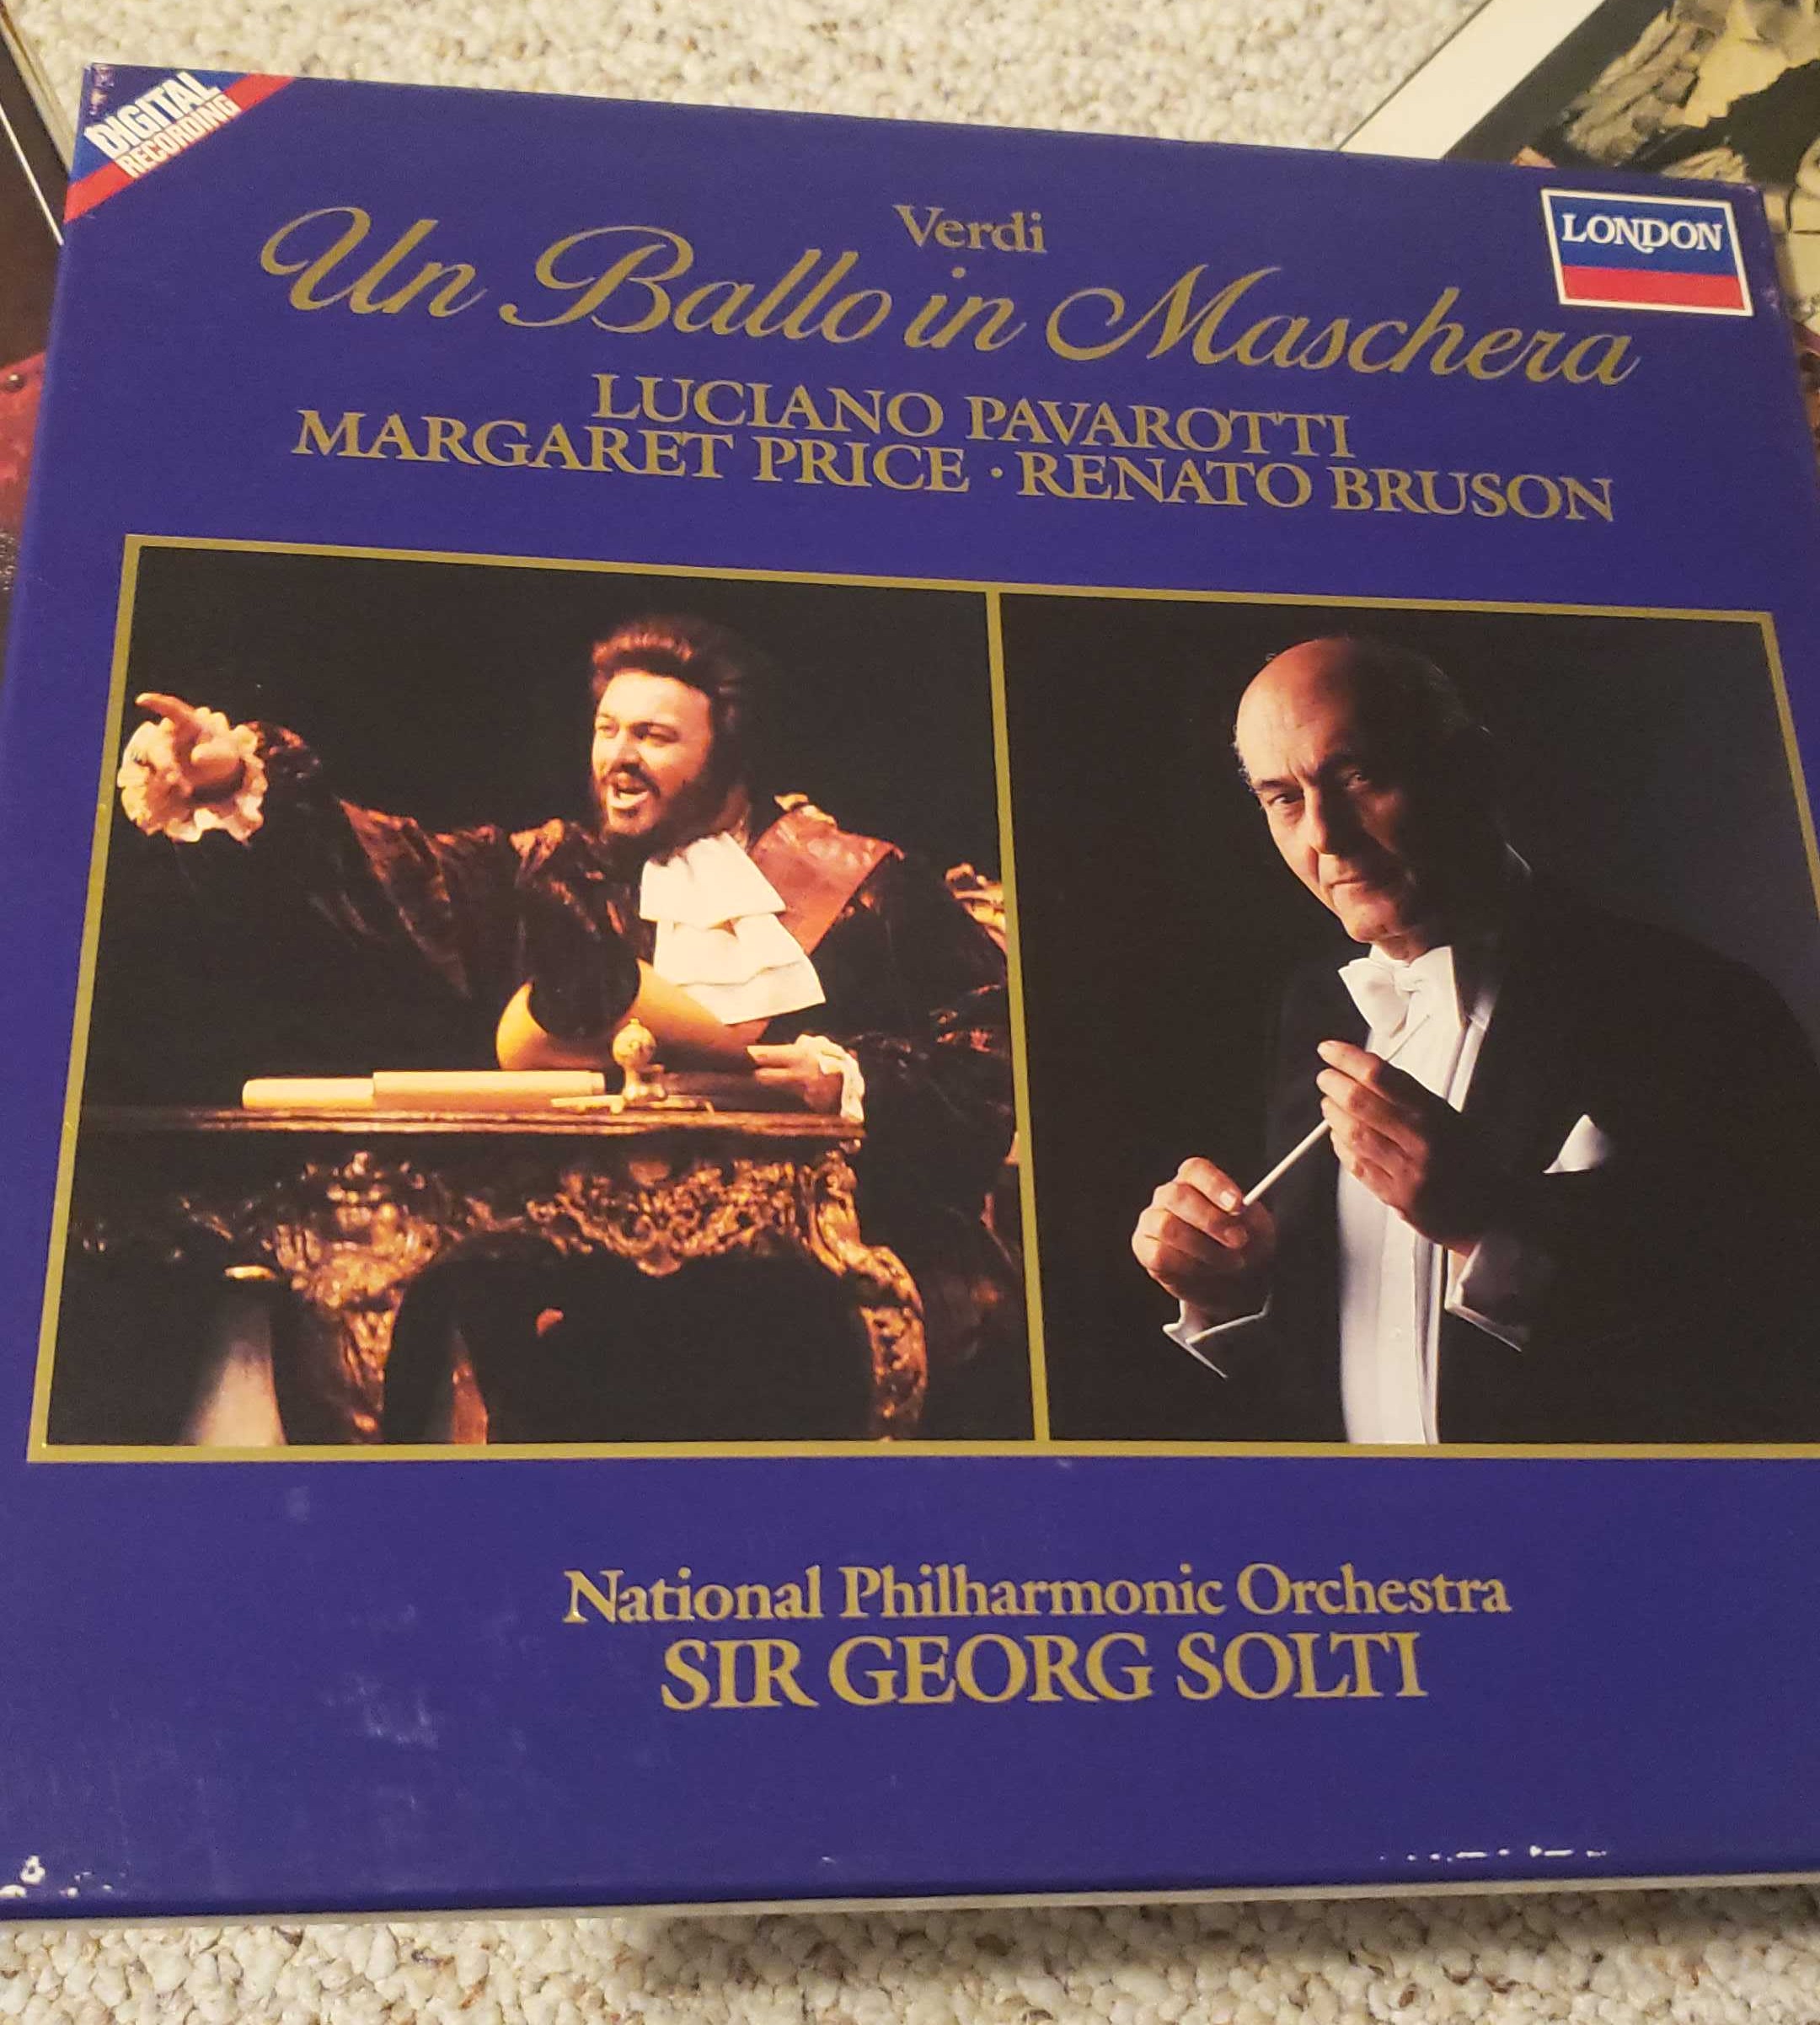 DIGITAL
RECORDING
LONDON
Verdi
Un Ballo in Maschera
LUCIANO PAVAROTTI
MARGARET PRICE · RENATO BRUSON
National Philharmonic Orchestra
SIR GEORG SOLTI